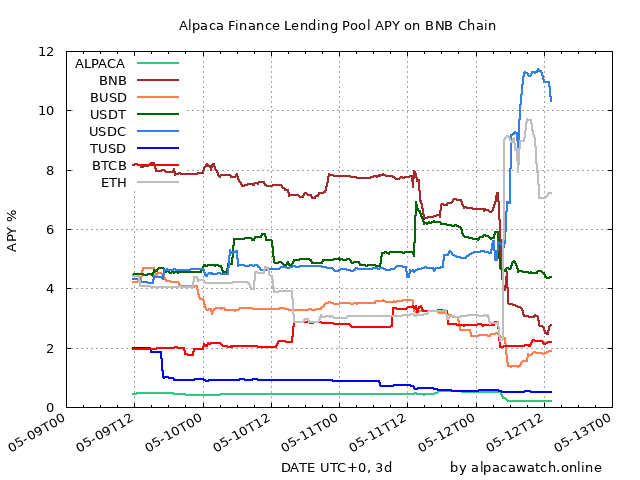 Alpaca Finance Lending Pool APY on BNB Chain
12
10
8
6
4
2
0
APY %
ALPACA
BNB
BUSD
USDT
USDC
TUSD
BTCB
ETH
05-09T00
05-09T12
05-10T00
05-10T12
05-11T00
05-11T12
05-12T00
05-12T12
05-13T00
DATE UTC+0, 3d
by alpacawatch.online